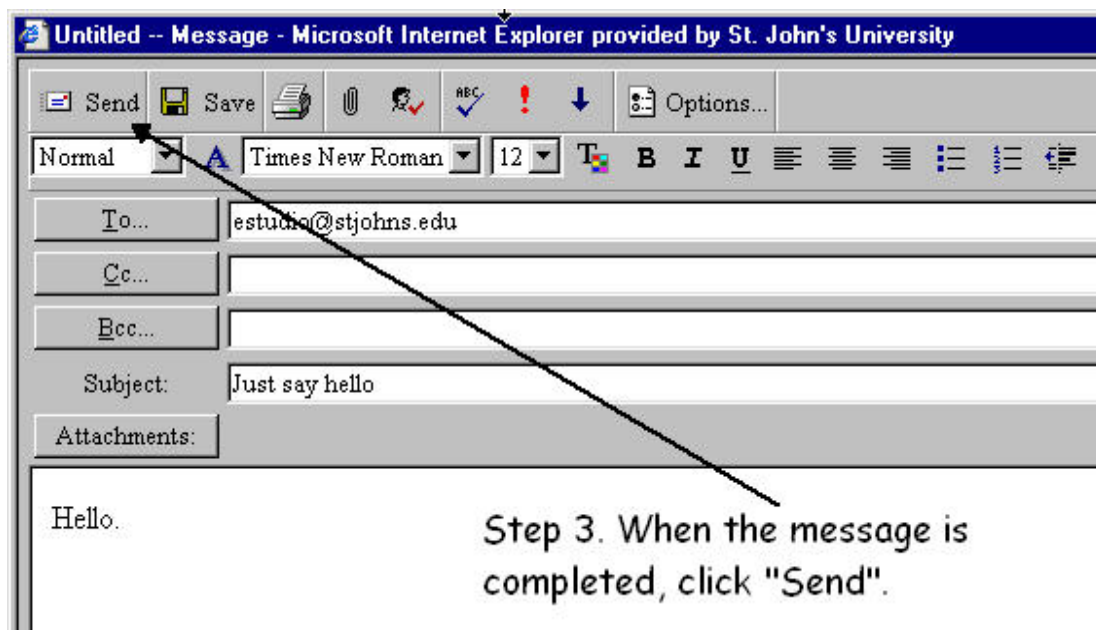 Untitled -- Message - Microsoft Internet Explorer provided by St. John's University
Send Save ABC Options...
Normal A Times New Roman 12 T B I U
To... estudio@stjohns.edu
Cc...
Bcc...
Subject: Just say hello
Attachments:
Hello.
Step 3. When the message is
completed, click "Send".